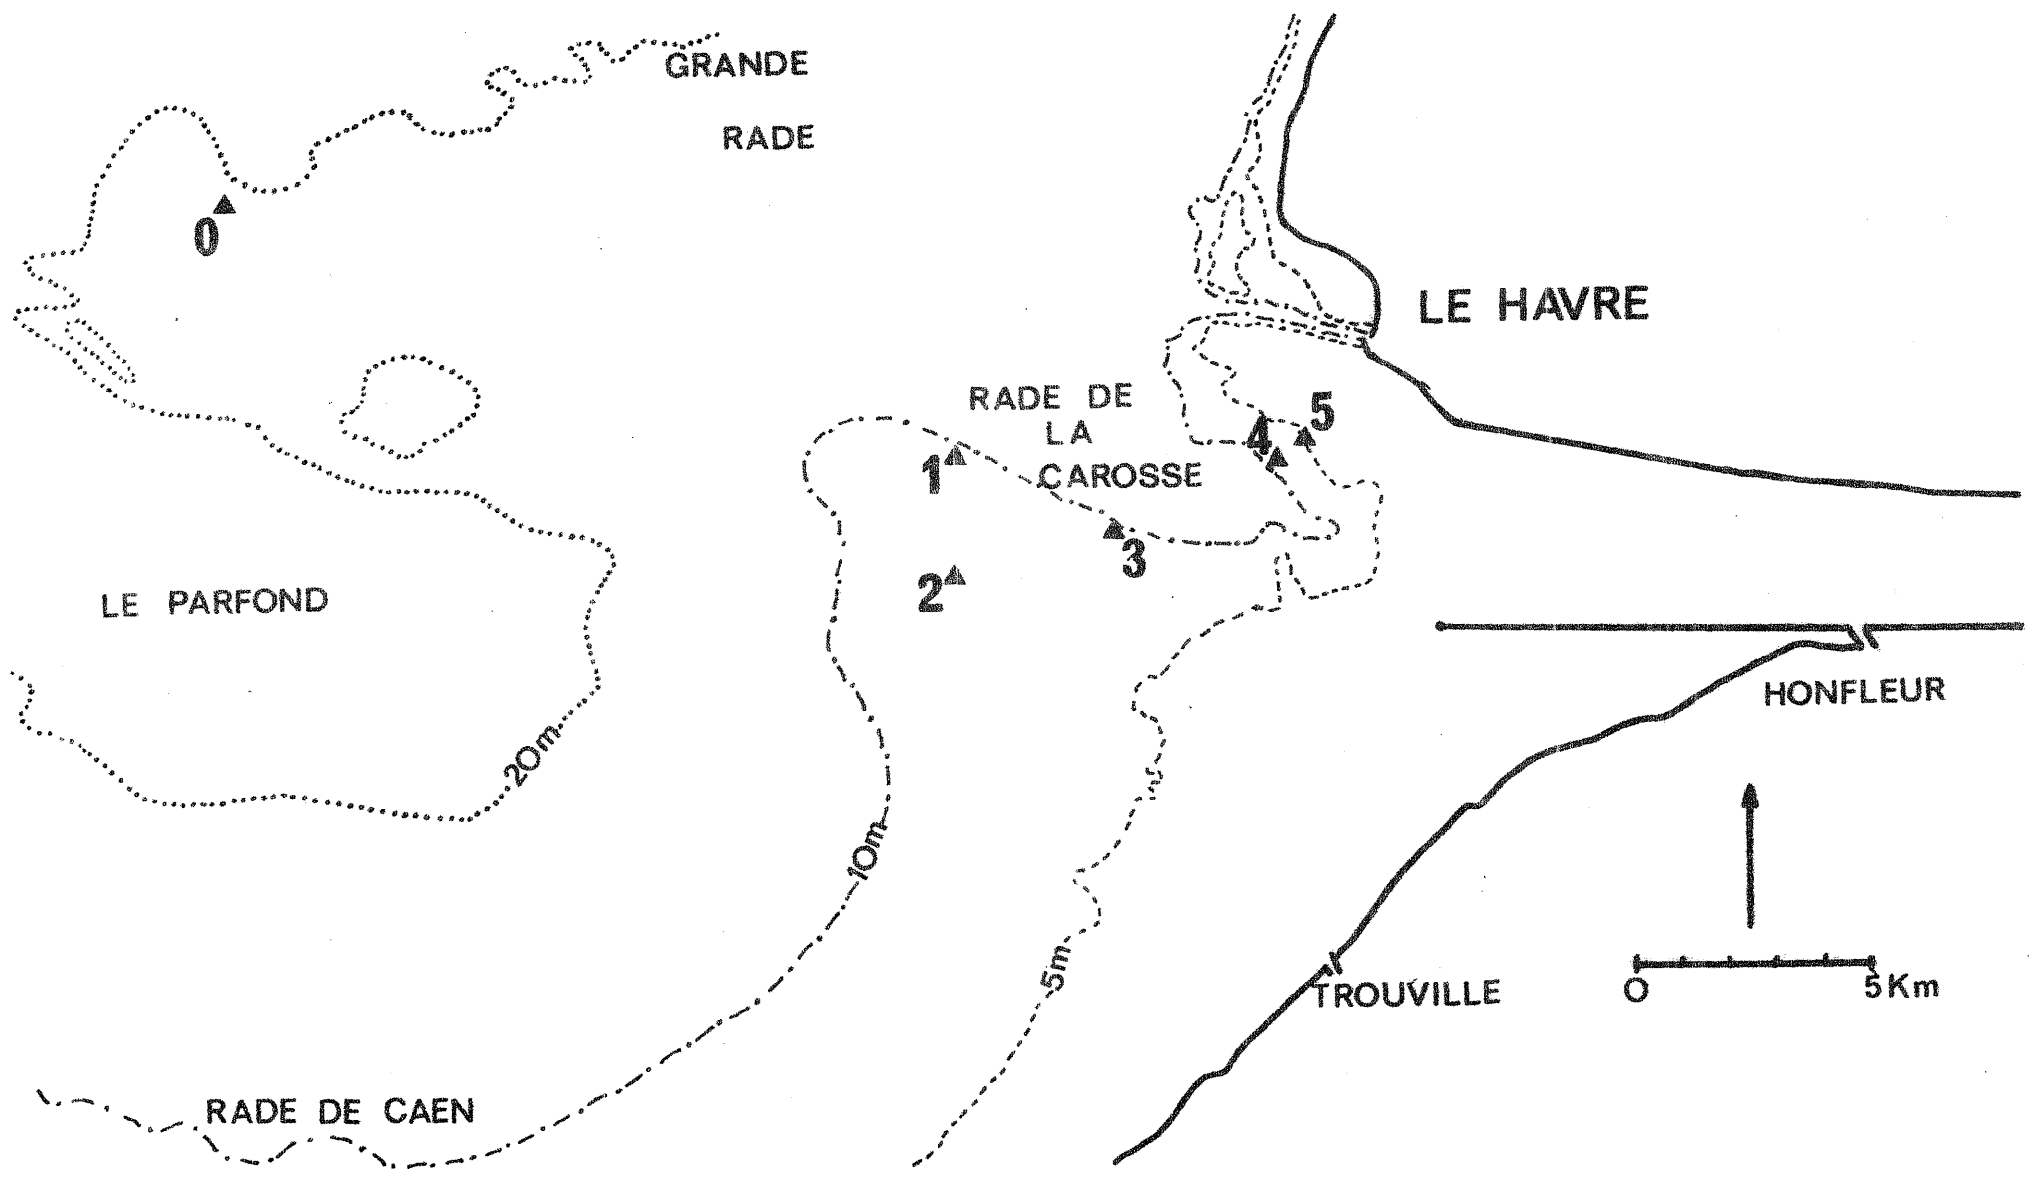 GRANDE
RADE
0
LE HAVRE
RADE DE
LA
CAROSSE
5
4
1
3
2
LE PARFOND
HONFLEUR
20m
10m
5m
TROUVILLE
0 5Km
RADE DE CAEN